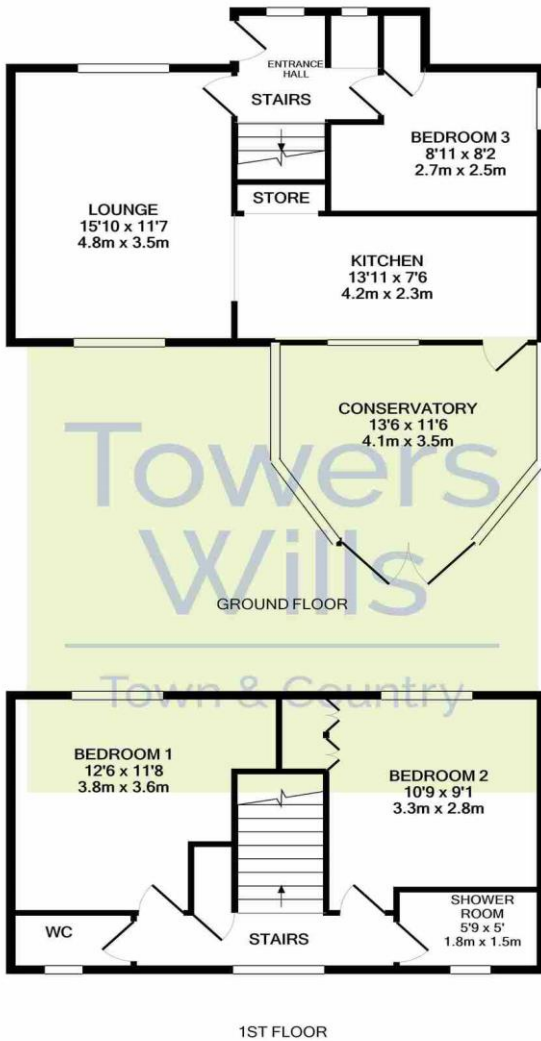 ENTRANCE
HALL
STAIRS
BEDROOM 3
8'11 x 8'2
2.7m x 2.5m
LOUNGE
15'10 x 11'7
4.8m x 3.5m
STORE
KITCHEN
13'11 x 7'6
4.2m x 2.3m
CONSERVATORY
13'6 x 11'6
4.1m x 3.5m
Towers
Wills
GROUND FLOOR
Town & Country
BEDROOM 1
12'6 x 11'8
3.8m x 3.6m
BEDROOM 2
10'9 x 9'1
3.3m x 2.8m
WC
STAIRS
SHOWER
ROOM
5'9 x 5'
1.8m x 1.5m
1ST FLOOR